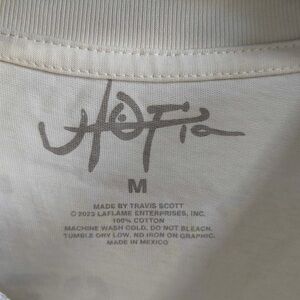 UTOPIA
M
MADE BY TRAVIS SCOTT
© 2023 LAFLAME ENTERPRISES, INC.
100% COTTON
MACHINE WASH COLD, DO NOT BLEACH.
TUMBLE DRY LOW. NO IRON ON GRAPHIC.
MADE IN MEXICO